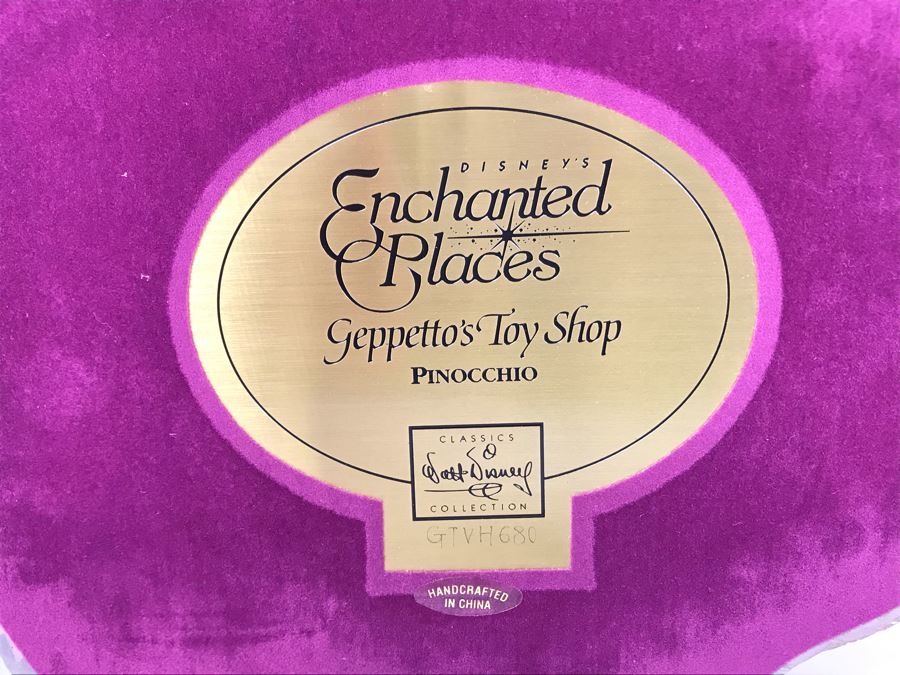 DISNEY'S
Enchanted
Places
Geppetto's Toy Shop
PINOCCHIO
CLASSICS
Walt Disney
COLLECTION
GTVH680
HANDCRAFTED
IN CHINA